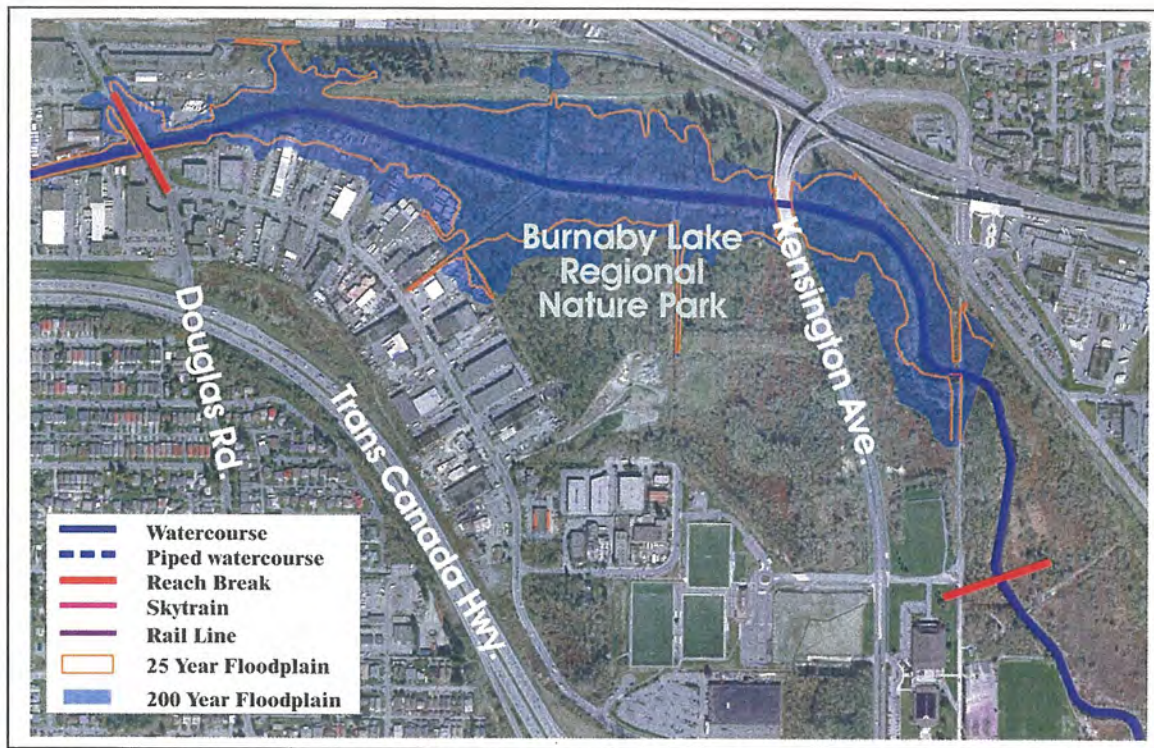 Burnaby Lake
Regional
Nature Park
Kensington Ave.
Douglas Rd.
Trans Canada Hwy.
Watercourse
Piped watercourse
Reach Break
Skytrain
Rail Line
25 Year Floodplain
200 Year Floodplain